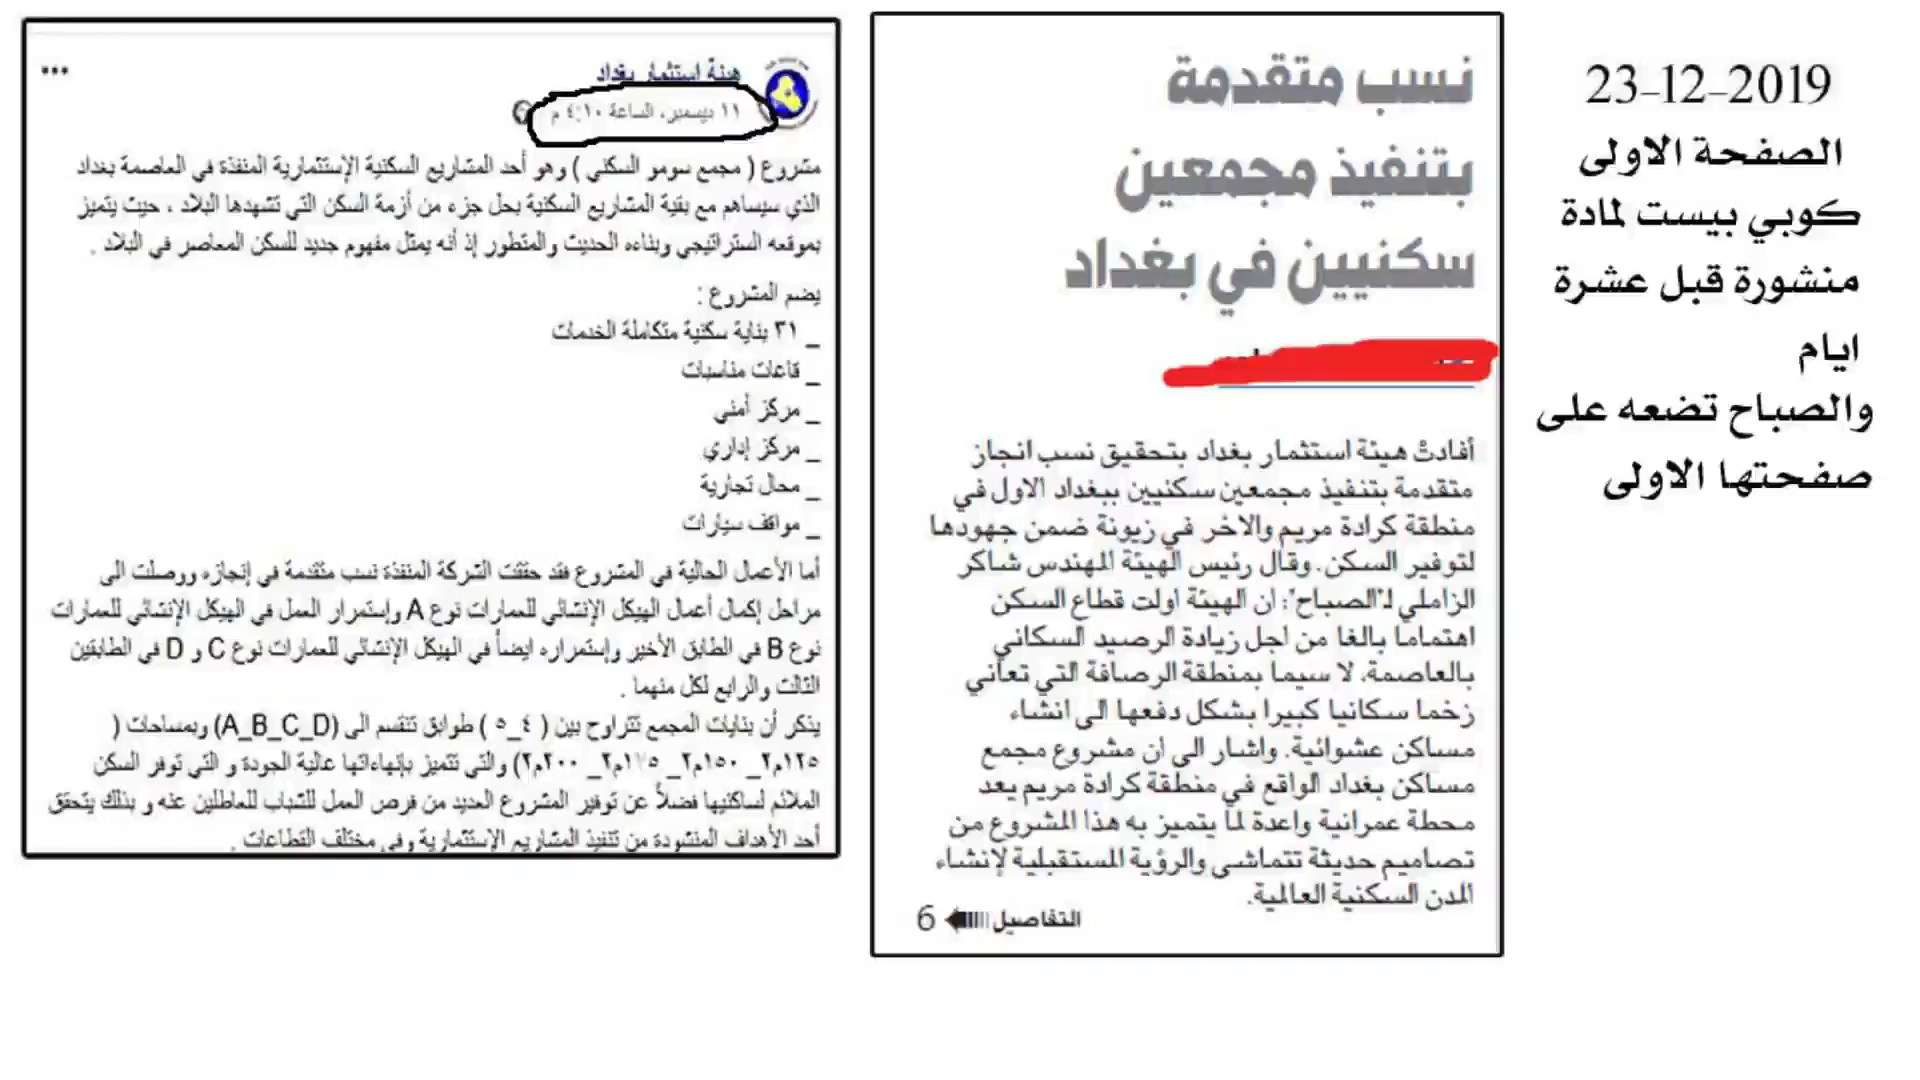 23-12-2019
الصفحة الاولى
كوبي بيست لمادة
منشورة قبل عشرة
ايام
والصباح تضعه على
صفحتها الاولى
نسب متقدمة
بتنفيذ مجمعين
سكنيين في بغداد
أفادتْ هيئة استثمار بغداد بتحقيق نسب انجاز
متقدمة بتنفيذ مجمعين سكنيين ببغداد الاول في
منطقة كرادة مريم والاخر في زيونة ضمن جهودها
لتوفير السكن. وقال رئيس الهيئة المهندس شاكر
الزاملي لـ"الصباح": ان الهيئة اولت قطاع السكن
اهتماما بالغا من اجل زيادة الرصيد السكاني
بالعاصمة، لا سيما بمنطقة الرصافة التي تعاني
زخما سكانيا كبيرا بشكل دفعها الى انشاء
مساكن عشوائية. واشار الى ان مشروع مجمع
مساكن بغداد الواقع في منطقة كرادة مريم يعد
محطة عمرانية واعدة لما يتميز به هذا المشروع من
تصاميم حديثة تتماشى والرؤية المستقبلية لإنشاء
المدن السكنية العالمية.
التفاصيل 6
هيئة استثمار بغداد
١١ ديسمبر، الساعة ٤:١٠ م
مشروع ( مجمع سومو السكني ) وهو أحد المشاريع السكنية الإستثمارية المنفذة في العاصمة بغداد
الذي سيساهم مع بقية المشاريع السكنية بحل جزء من أزمة السكن التي تشهدها البلاد ، حيث يتميز
بموقعه الستراتيجي وبناءه الحديث والمتطور إذ أنه يمثل مفهوم جديد للسكن المعاصر في البلاد .
يضم المشروع :
_ ٣١ بناية سكنية متكاملة الخدمات
_ قاعات مناسبات
_ مركز أمني
_ مركز إداري
_ محال تجارية
_ مواقف سيارات
أما الأعمال الحالية في المشروع فقد حققت الشركة المنفذة نسب متقدمة في إنجازه ووصلت الى
مراحل إكمال أعمال الهيكل الإنشائي للعمارات نوع A وإستمرار العمل في الهيكل الإنشائي للعمارات
نوع B في الطابق الأخير وإستمراره ايضاً في الهيكل الإنشائي للعمارات نوع C و D في الطابقين
الثالث والرابع لكل منهما .
يذكر أن بنايات المجمع تتراوح بين ( ٤_٥ ) طوابق تنقسم الى (A_B_C_D) وبمساحات (
١٢٥م٢_ ١٥٠م٢_ ١٧٥م٢_ ٢٠٠م٢) والتي تتميز بإنهاءاتها عالية الجودة و التي توفر السكن
الملائم لساكنيها فضلاً عن توفير المشروع العديد من فرص العمل للشباب للعاطلين عنه و بذلك يتحقق
أحد الأهداف المنشودة من تنفيذ المشاريع الإستثمارية وفي مختلف القطاعات .